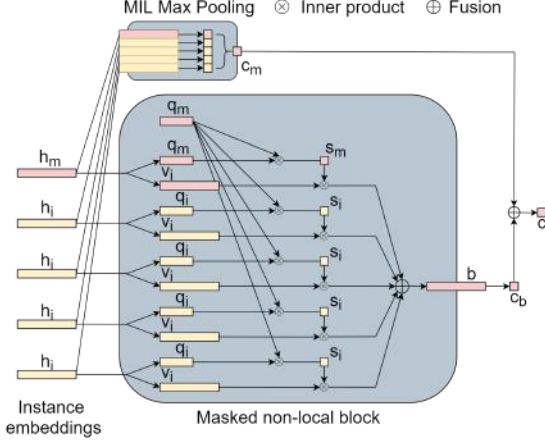 MIL Max Pooling ⊗ Inner product ⊕ Fusion
c_m
q_m
h_m
q_m
s_m
v_i
h_i
q_i
s_i
v_i
h_i
q_i
s_i
v_i
b
c
c_b
h_i
q_i
s_i
v_i
h_i
q_i
s_i
v_i
Instance
embeddings
Masked non-local block